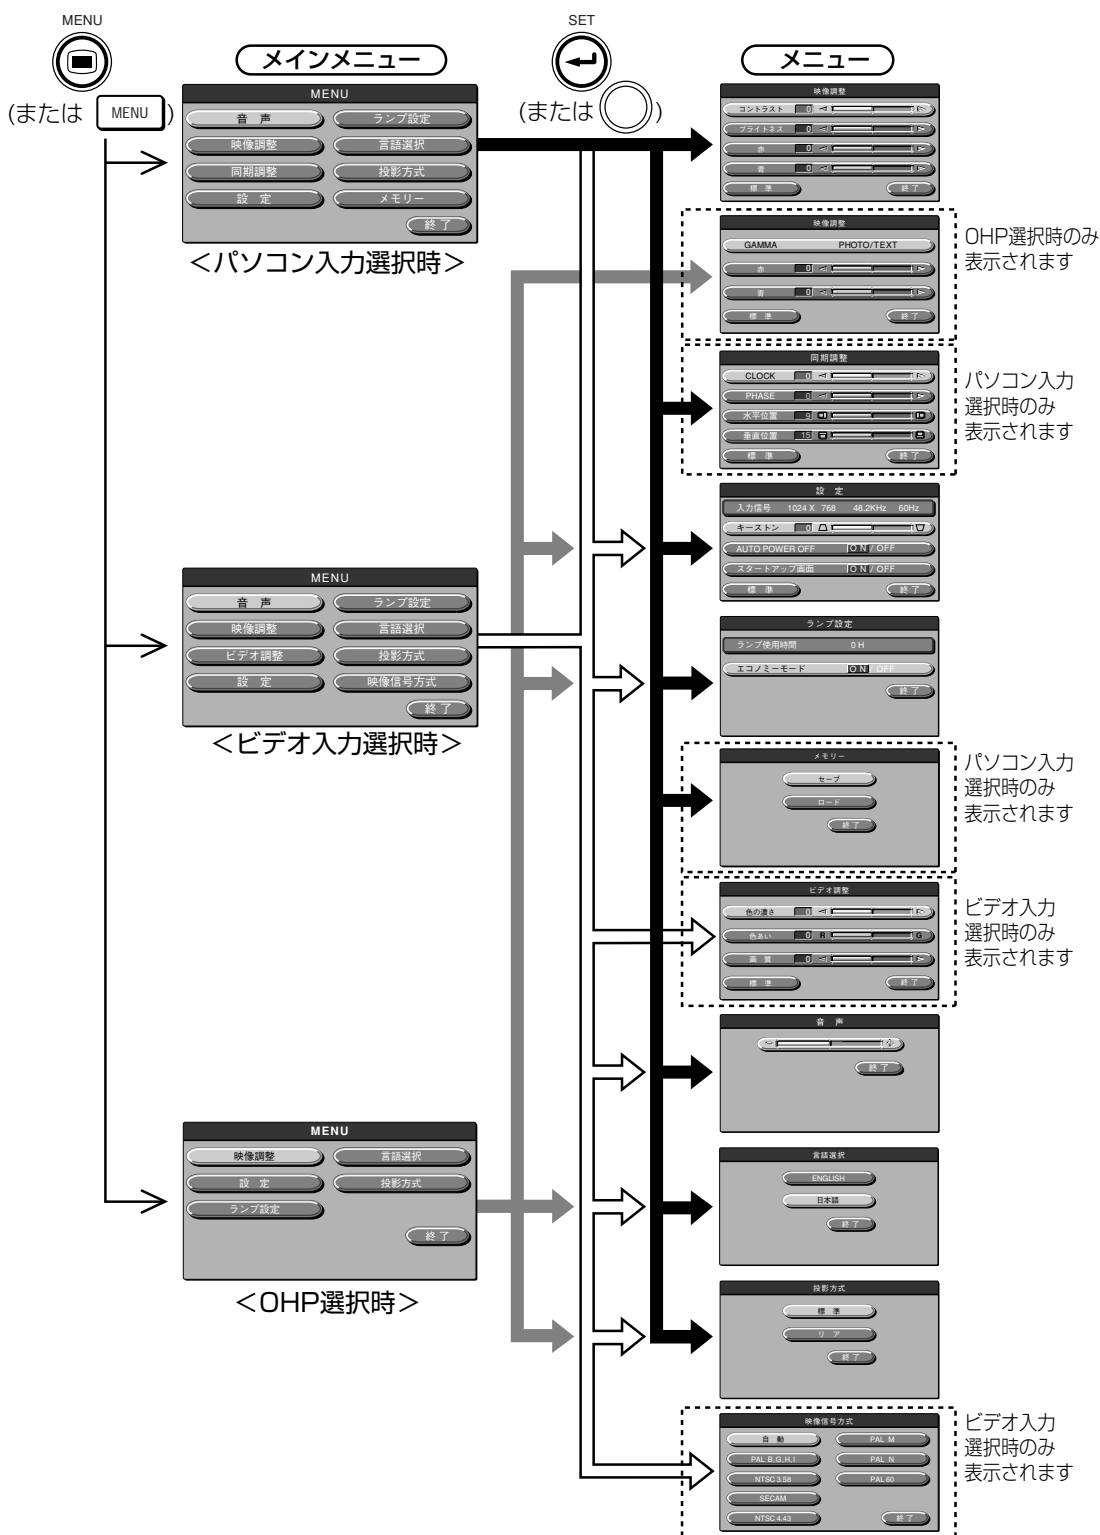 MENU
メインメニュー
SET
メニュー
(または MENU )
(または )
MENU
音 声 ランプ設定
映像調整 言語選択
同期調整 投影方式
設 定 メモリー
終 了
＜パソコン入力選択時＞
映像調整
コントラスト 0
ブライトネス 0
赤 0
青 0
標 準 終 了
映像調整
GAMMA PHOTO/TEXT
赤 0
青 0
標 準 終 了
OHP選択時のみ
表示されます
同期調整
CLOCK 0
PHASE 0
水平位置 9
垂直位置 15
標 準 終 了
パソコン入力
選択時のみ
表示されます
設 定
入力信号 1024 X 768 48.2KHz 60Hz
キーストン 0
AUTO POWER OFF ON / OFF
スタートアップ画面 ON / OFF
標 準 終 了
MENU
音 声 ランプ設定
映像調整 言語選択
ビデオ調整 投影方式
設 定 映像信号方式
終 了
＜ビデオ入力選択時＞
ランプ設定
ランプ使用時間 0 H
エコノミーモード ON OFF
終 了
メモリー
セーブ
ロード
終 了
パソコン入力
選択時のみ
表示されます
ビデオ調整
色の濃さ 0
色あい 0 R G
画 質 0
標 準 終 了
ビデオ入力
選択時のみ
表示されます
音 声
終 了
MENU
映像調整 言語選択
設 定 投影方式
ランプ設定
終 了
＜OHP選択時＞
言語選択
ENGLISH
日本語
終 了
投影方式
標 準
リ ア
終 了
映像信号方式
自 動 PAL M
PAL B,G,H,I PAL N
NTSC 3.58 PAL 60
SECAM
NTSC 4.43 終 了
ビデオ入力
選択時のみ
表示されます